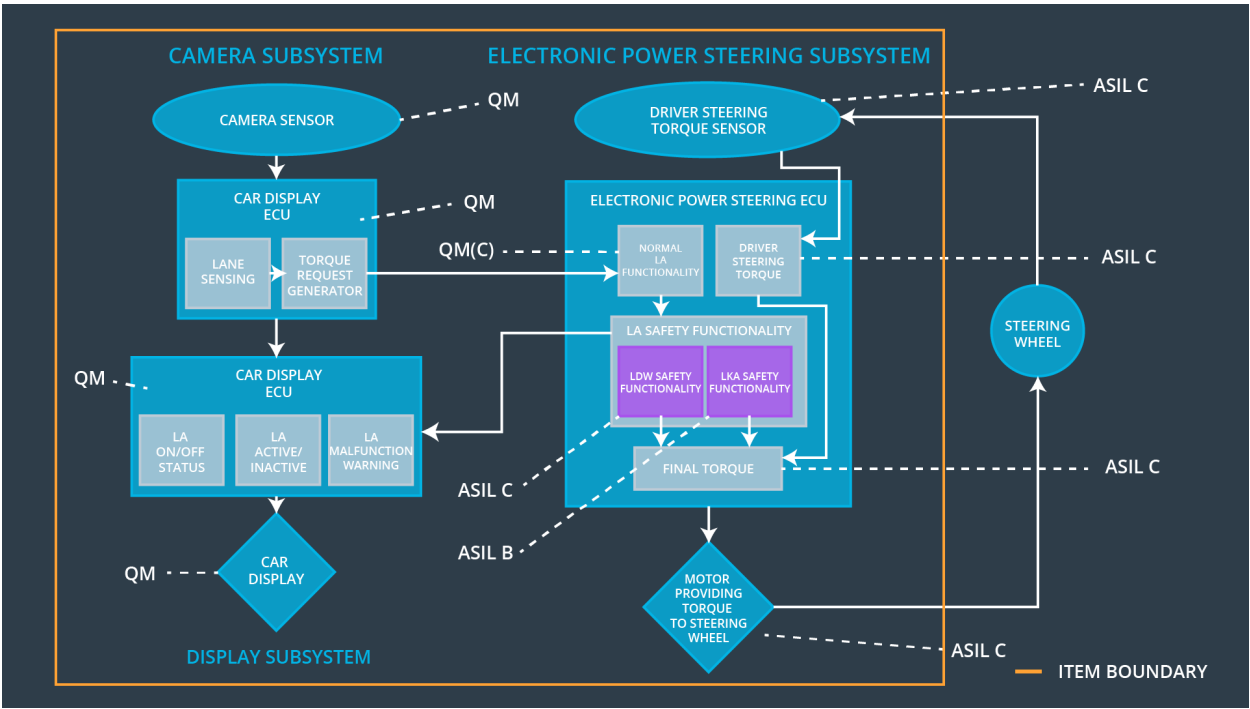 CAMERA SUBSYSTEM
ELECTRONIC POWER STEERING SUBSYSTEM
CAMERA SENSOR
QM
DRIVER STEERING
TORQUE SENSOR
ASIL C
CAR DISPLAY
ECU
QM
LANE
SENSING
TORQUE
REQUEST
GENERATOR
ELECTRONIC POWER STEERING ECU
QM(C)
NORMAL
LA
FUNCTIONALITY
DRIVER
STEERING
TORQUE
ASIL C
STEERING
WHEEL
LA SAFETY FUNCTIONALITY
LDW SAFETY
FUNCTIONALITY
LKA SAFETY
FUNCTIONALITY
QM
CAR DISPLAY
ECU
LA
ON/OFF
STATUS
LA
ACTIVE/
INACTIVE
LA
MALFUNCTION
WARNING
FINAL TORQUE
ASIL C
ASIL C
ASIL B
QM
CAR
DISPLAY
MOTOR
PROVIDING
TORQUE
TO STEERING
WHEEL
ASIL C
DISPLAY SUBSYSTEM
ITEM BOUNDARY